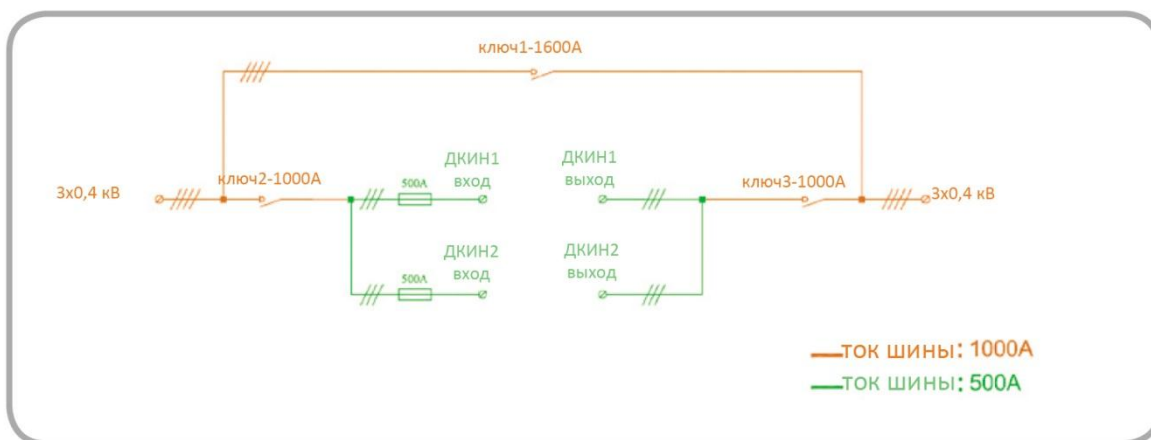 ключ1-1600А
ДКИН1
вход
ДКИН1
выход
3х0,4 кВ
ключ2-1000А
500А
ключ3-1000А
3х0,4 кВ
ДКИН2
вход
ДКИН2
выход
500А
ток шины: 1000А
ток шины: 500А